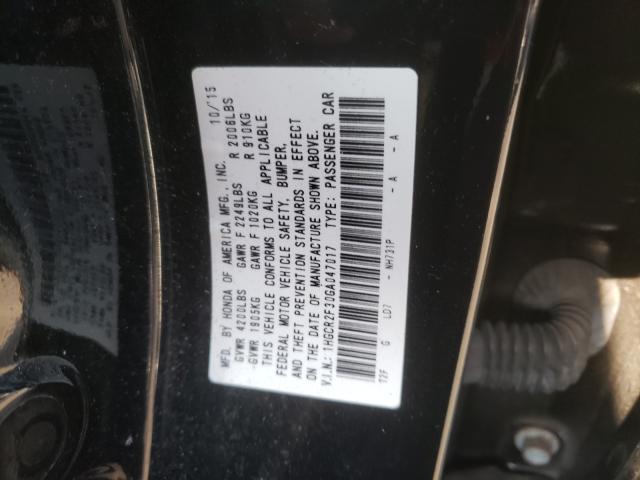 MFD. BY HONDA OF AMERICA MFG., INC. 10/'15
GVWR 4200LBS GAWR F 2249LBS R 2006LBS
GVWR 1905KG GAWR F 1020KG R 910KG
THIS VEHICLE CONFORMS TO ALL APPLICABLE
FEDERAL MOTOR VEHICLE SAFETY, BUMPER,
AND THEFT PREVENTION STANDARDS IN EFFECT
ON THE DATE OF MANUFACTURE SHOWN ABOVE.
V.I.N.: 1HGCR2F30GA047017 TYPE: PASSENGER CAR
T2F G LD7 NH731P - A - A